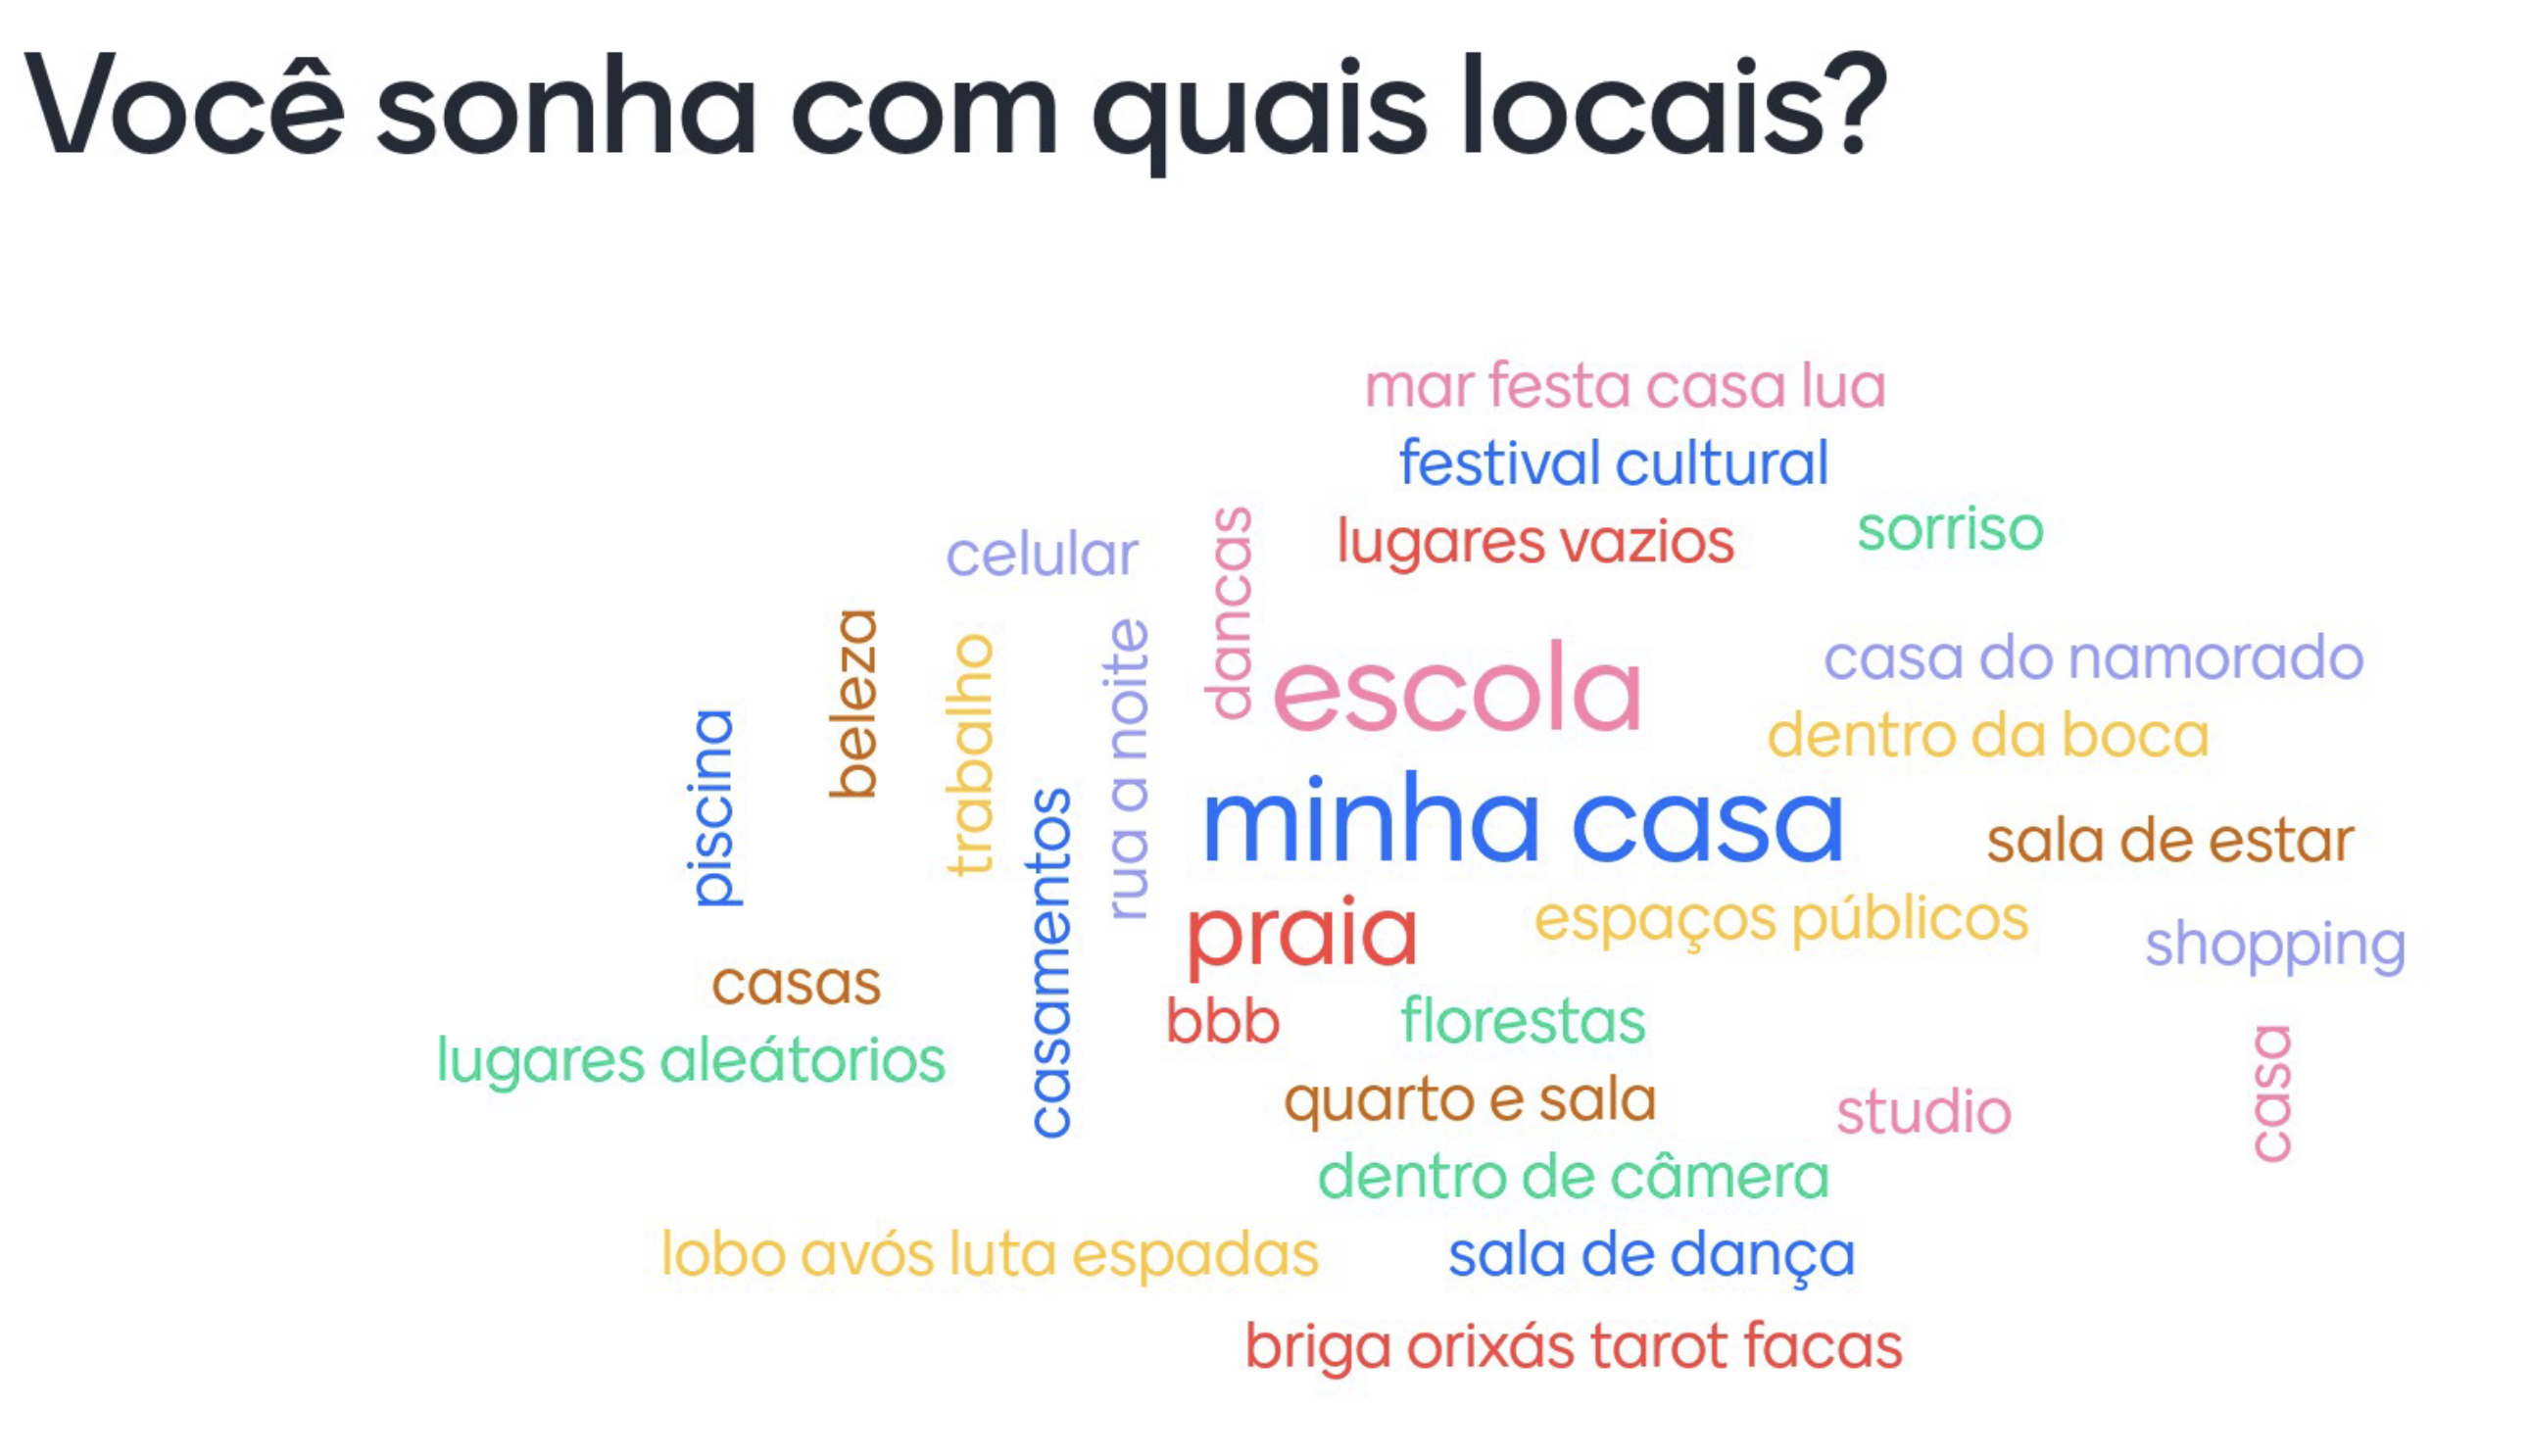 Você sonha com quais locais?
mar festa casa lua
festival cultural
lugares vazios
sorriso
celular
dancas
beleza
trabalho
rua a noite
escola
casa do namorado
piscina
dentro da boca
casamentos
minha casa
sala de estar
praia
espaços públicos
shopping
casas
bbb
florestas
lugares aleátorios
quarto e sala
studio
casa
dentro de câmera
lobo avós luta espadas
sala de dança
briga orixás tarot facas